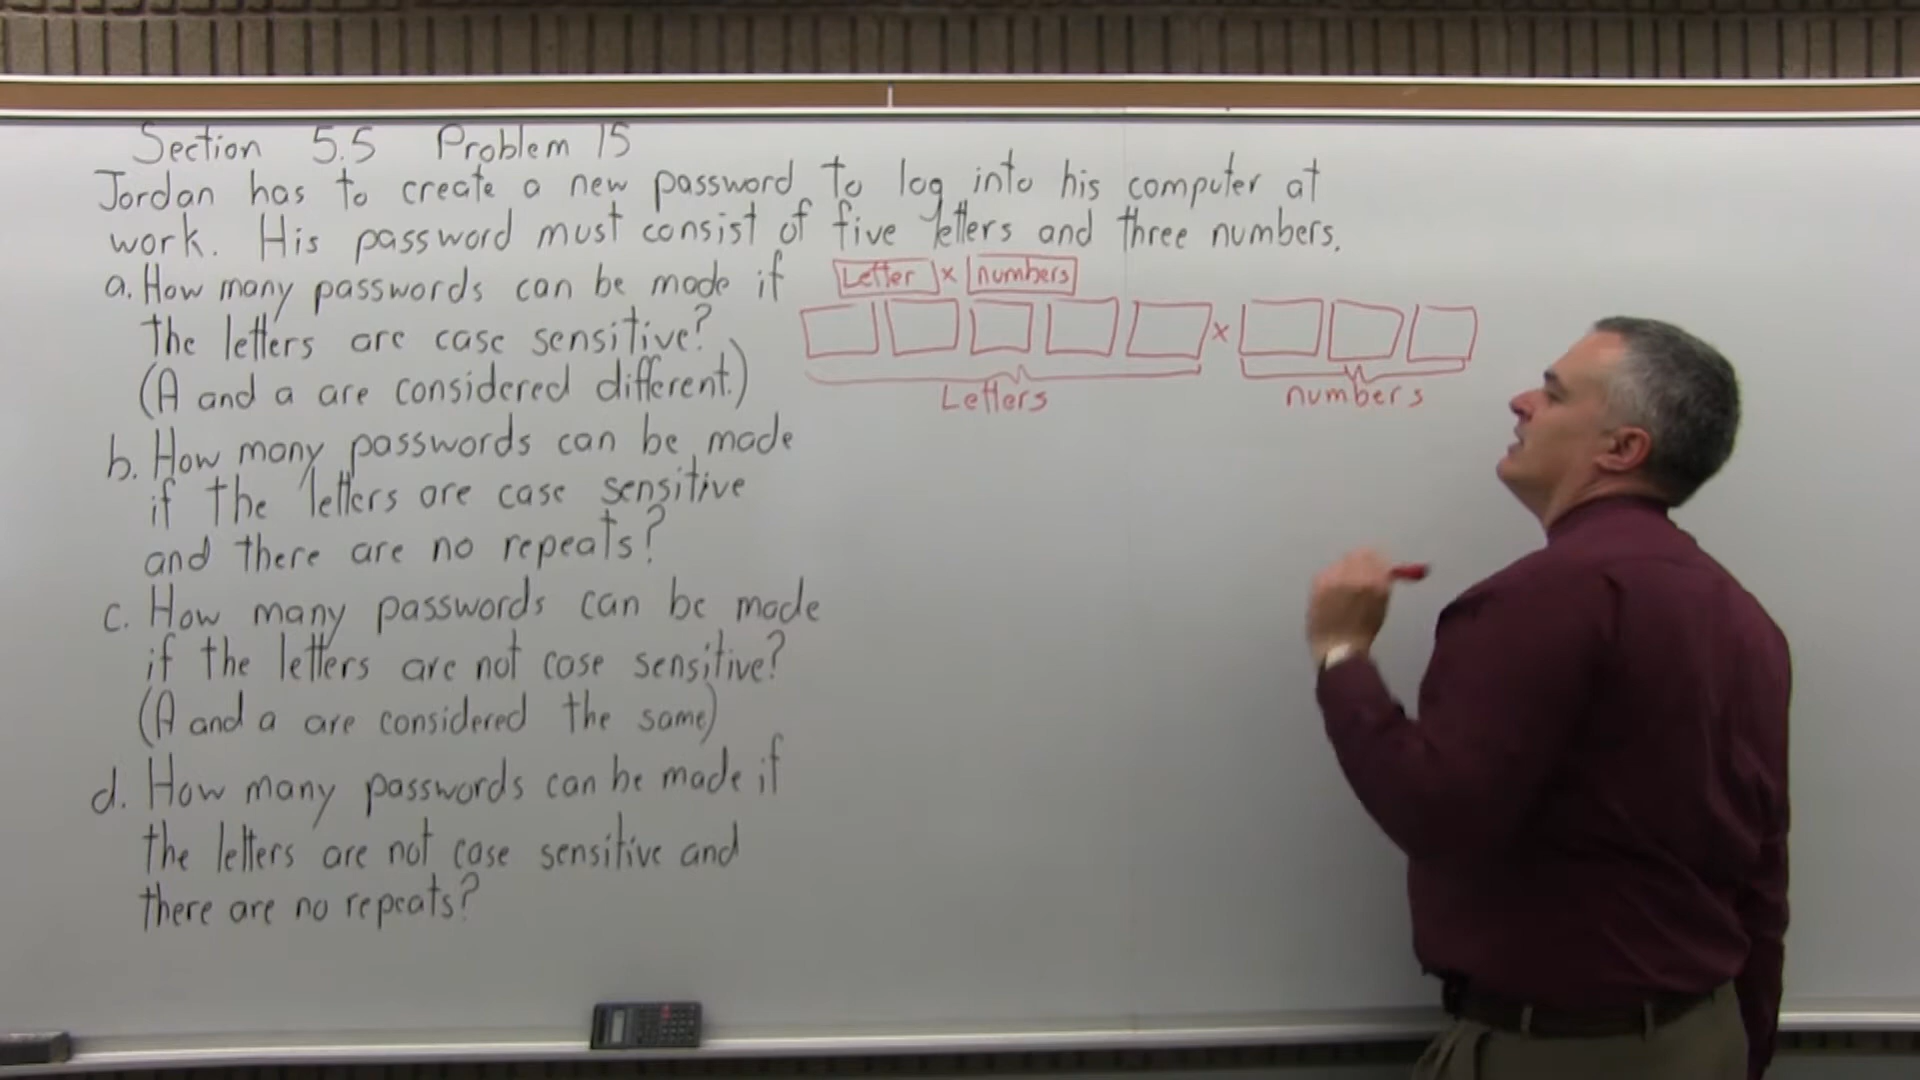 Section 5.5 Problem 15
Jordan has to create a new password to log into his computer at
work. His password must consist of five letters and three numbers.
a. How many passwords can be made if
the letters are case sensitive?
(A and a are considered different.)
b. How many passwords can be made
if the letters are case sensitive
and there are no repeats?
c. How many passwords can be made
if the letters are not case sensitive?
(A and a are considered the same)
d. How many passwords can be made if
the letters are not case sensitive and
there are no repeats?
Letter x numbers
x
Letters numbers